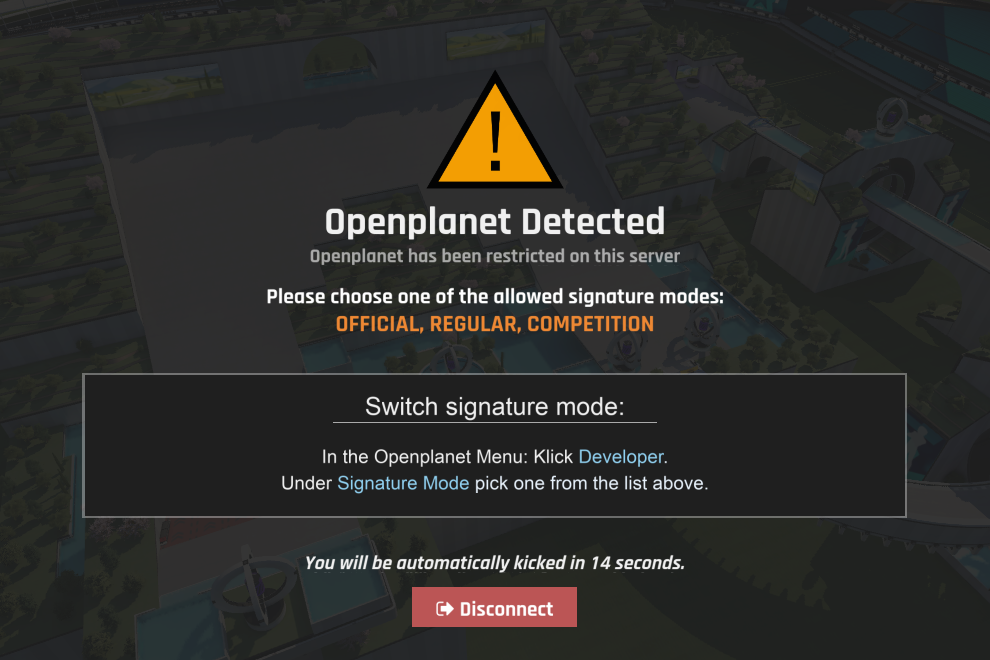 !
Openplanet Detected
Openplanet has been restricted on this server
Please choose one of the allowed signature modes:
OFFICIAL, REGULAR, COMPETITION
Switch signature mode:
In the Openplanet Menu: Klick Developer.
Under Signature Mode pick one from the list above.
You will be automatically kicked in 14 seconds.
Disconnect